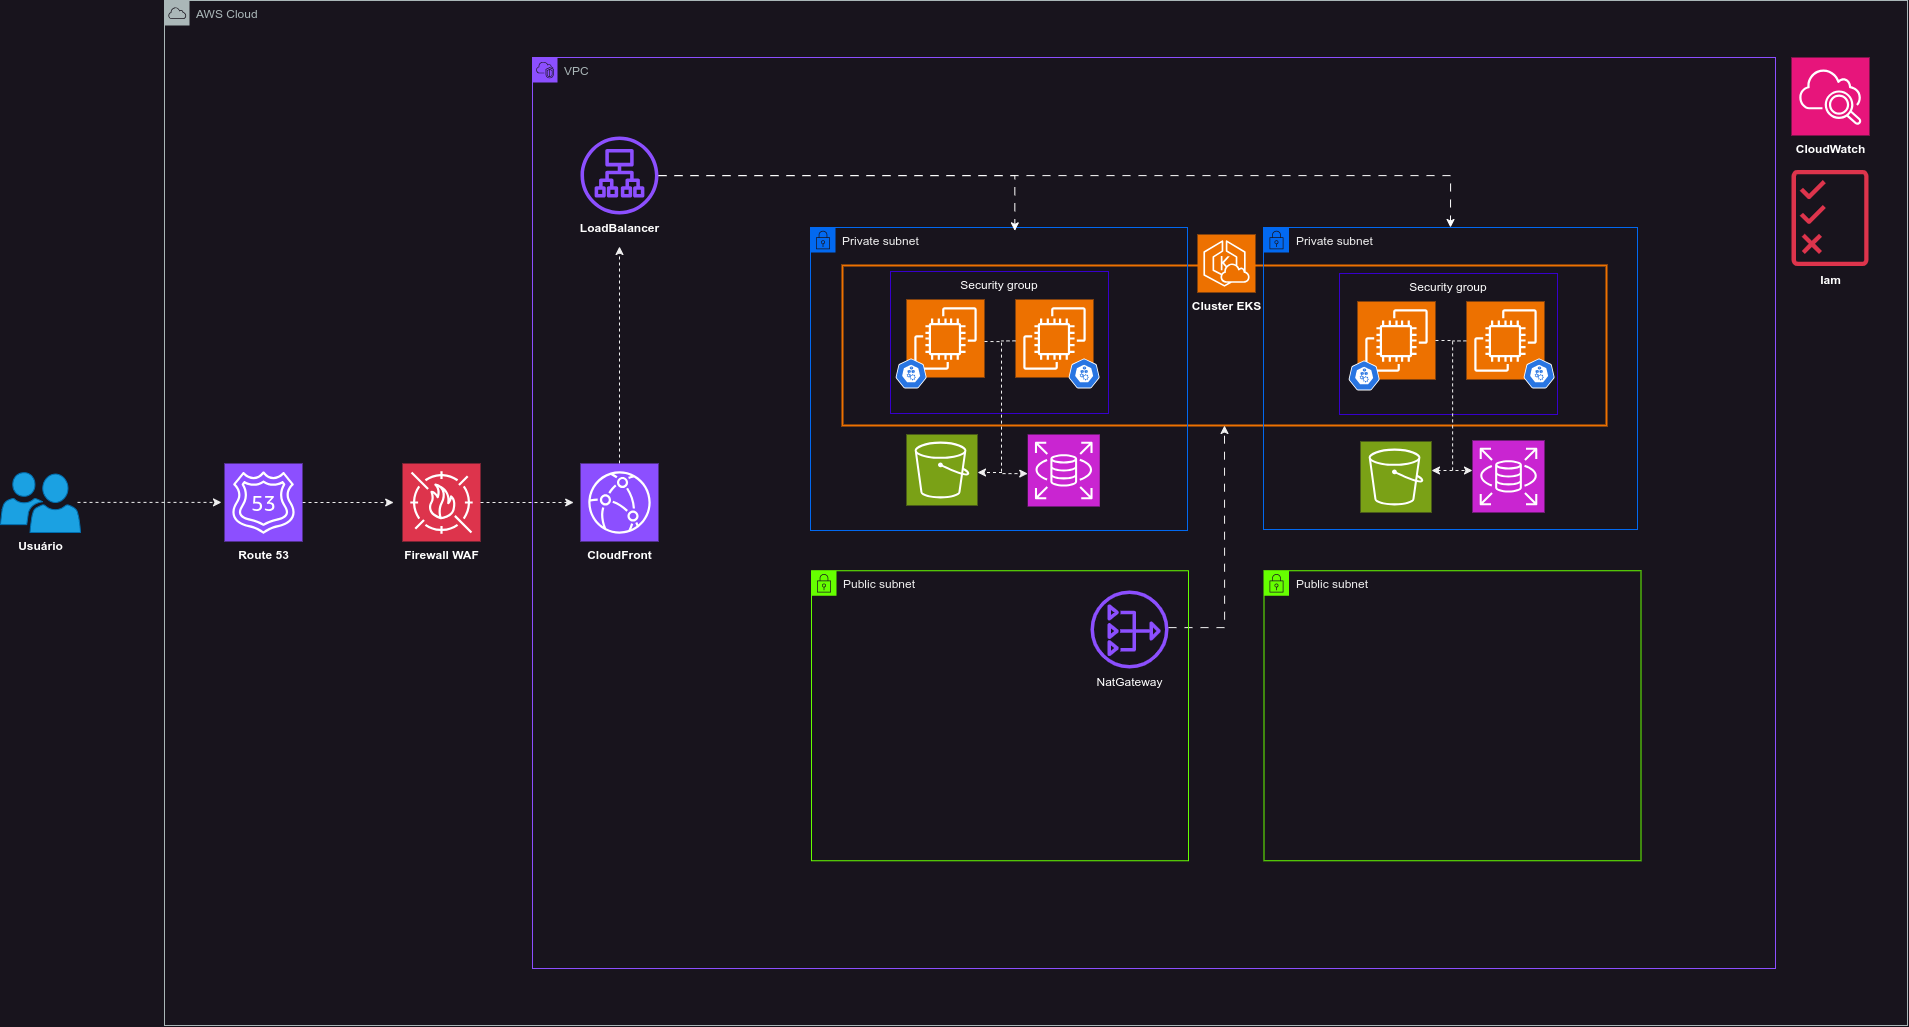 AWS Cloud
VPC
CloudWatch
LoadBalancer
Private subnet
Private subnet
Iam
Security group
Security group
Cluster EKS
K
53
Usuário
Route 53
Firewall WAF
CloudFront
Public subnet
Public subnet
NatGateway